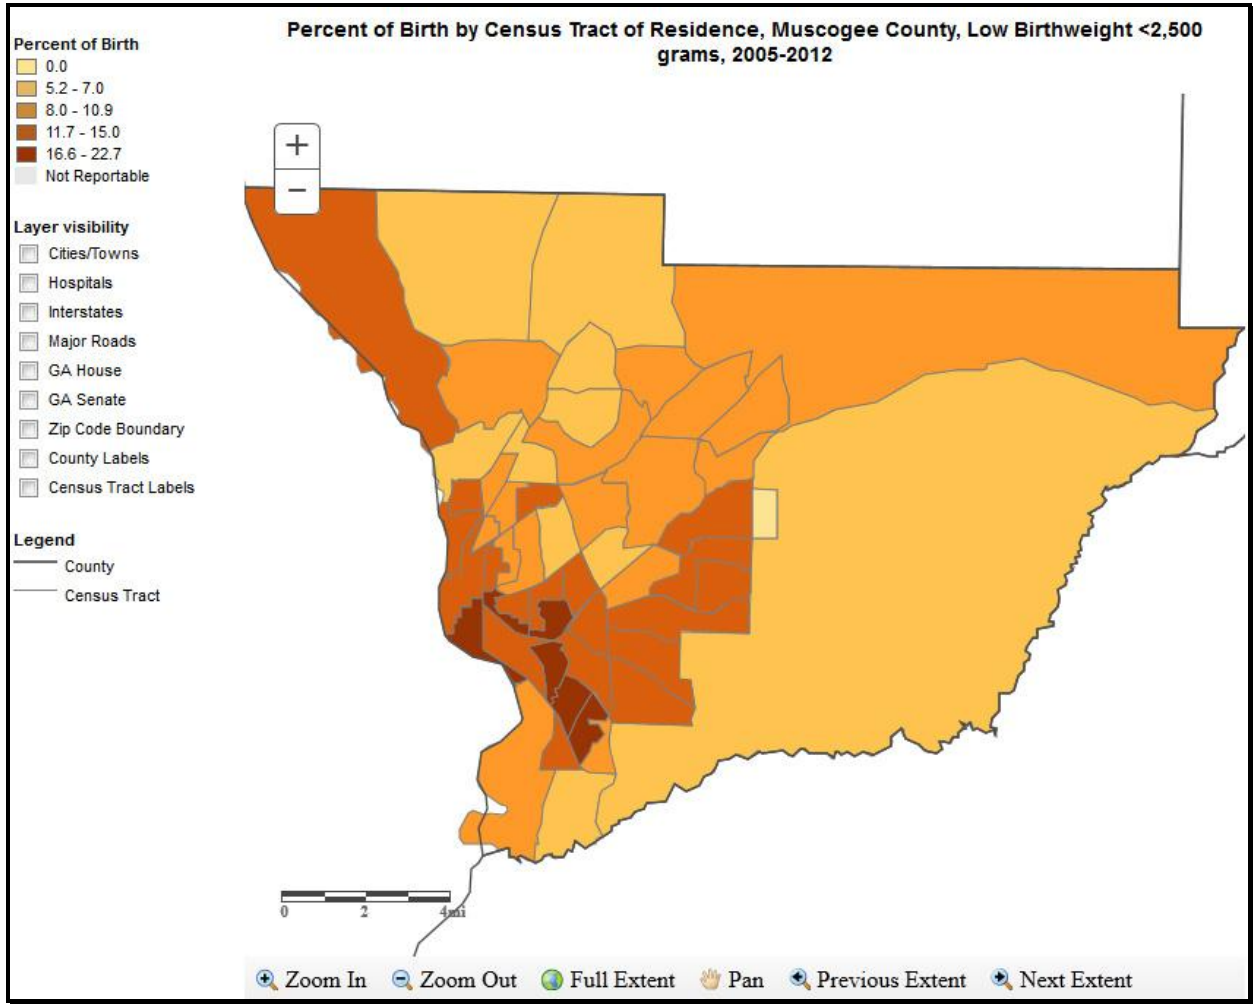 Percent of Birth by Census Tract of Residence, Muscogee County, Low Birthweight <2,500
grams, 2005-2012
Percent of Birth
0.0
5.2 - 7.0
8.0 - 10.9
11.7 - 15.0
16.6 - 22.7
Not Reportable
Layer visibility
Cities/Towns
Hospitals
Interstates
Major Roads
GA House
GA Senate
Zip Code Boundary
County Labels
Census Tract Labels
Legend
County
Census Tract
+
−
0 2 4mi
Zoom In Zoom Out Full Extent Pan Previous Extent Next Extent